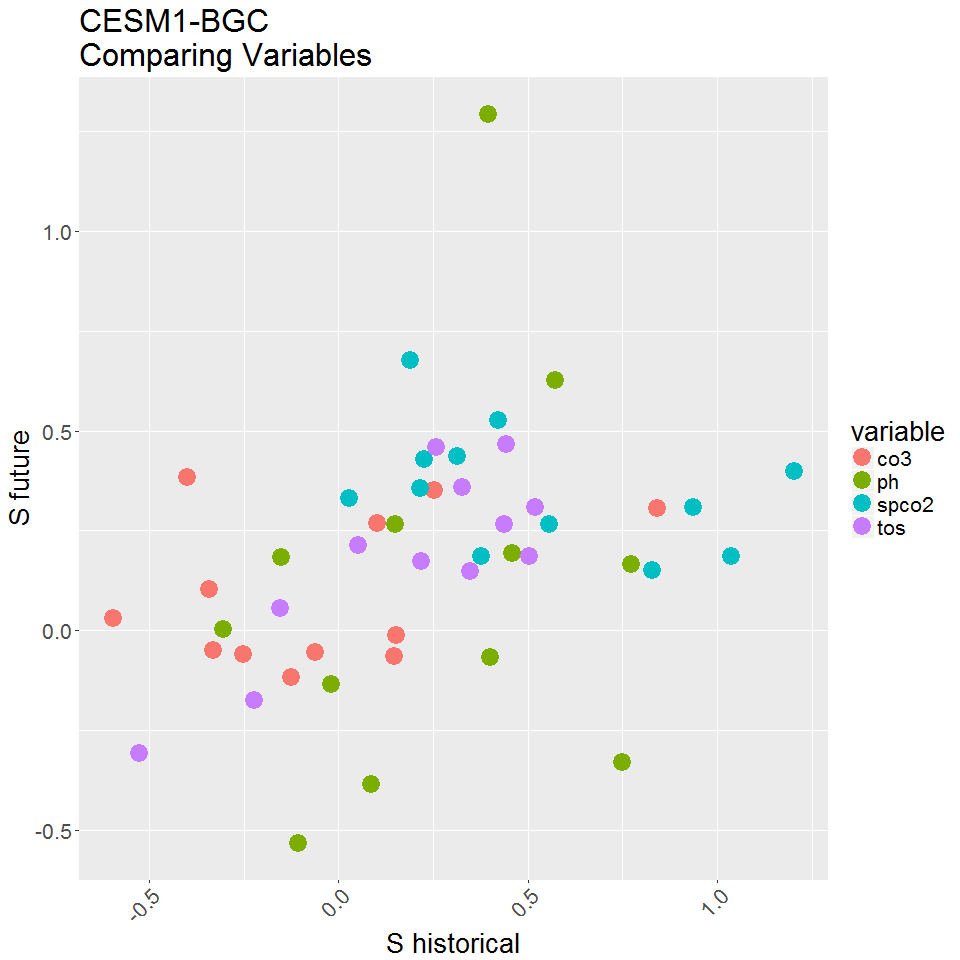 CESM1-BGC
Comparing Variables
1.0
0.5
0.0
-0.5
S future
-0.5
0.0
0.5
1.0
S historical
variable
co3
ph
spco2
tos